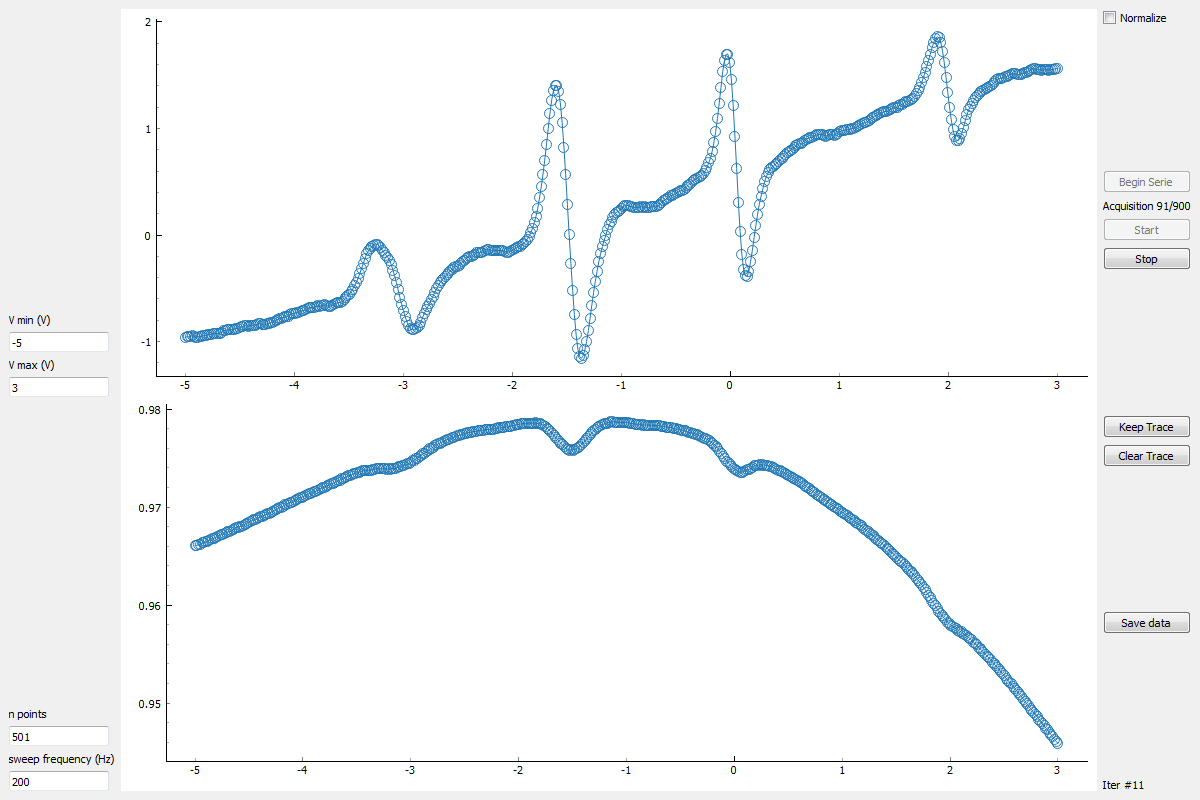 Normalize
2
1
0
-1
-5 -4 -3 -2 -1 0 1 2 3
Begin Serie
Acquisition 91/900
Start
Stop
V min (V)
-5
V max (V)
3
0.98
0.97
0.96
0.95
-5 -4 -3 -2 -1 0 1 2 3
Keep Trace
Clear Trace
Save data
n points
501
sweep frequency (Hz)
200
Iter #11